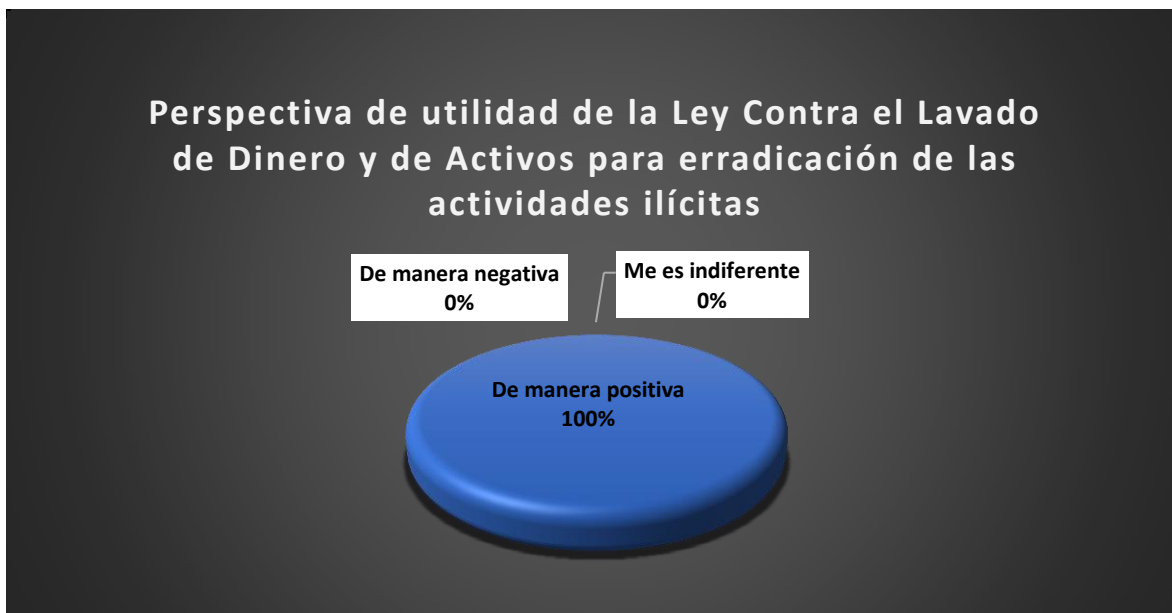 Perspectiva de utilidad de la Ley Contra el Lavado
de Dinero y de Activos para erradicación de las
actividades ilícitas
De manera negativa
0%
Me es indiferente
0%
De manera positiva
100%